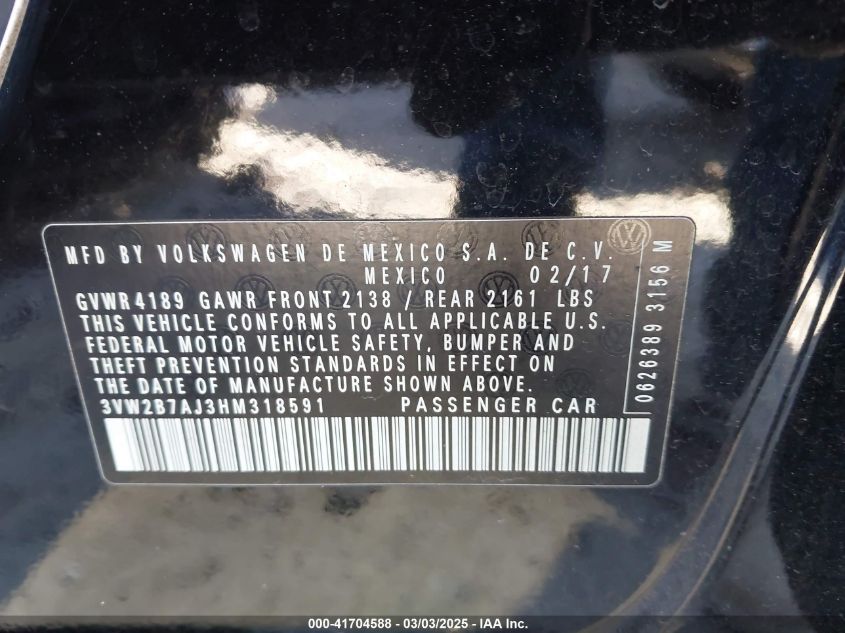 MFD BY VOLKSWAGEN DE MEXICO S.A. DE C.V.
MEXICO 02/17
GVWR4189 GAWR FRONT 2138 / REAR 2161 LBS
THIS VEHICLE CONFORMS TO ALL APPLICABLE U.S.
FEDERAL MOTOR VEHICLE SAFETY, BUMPER AND
THEFT PREVENTION STANDARDS IN EFFECT ON
THE DATE OF MANUFACTURE SHOWN ABOVE.
3VW2B7AJ3HM318591 PASSENGER CAR
0626389 3156 M
000-41704588 - 03/03/2025 - IAA Inc.